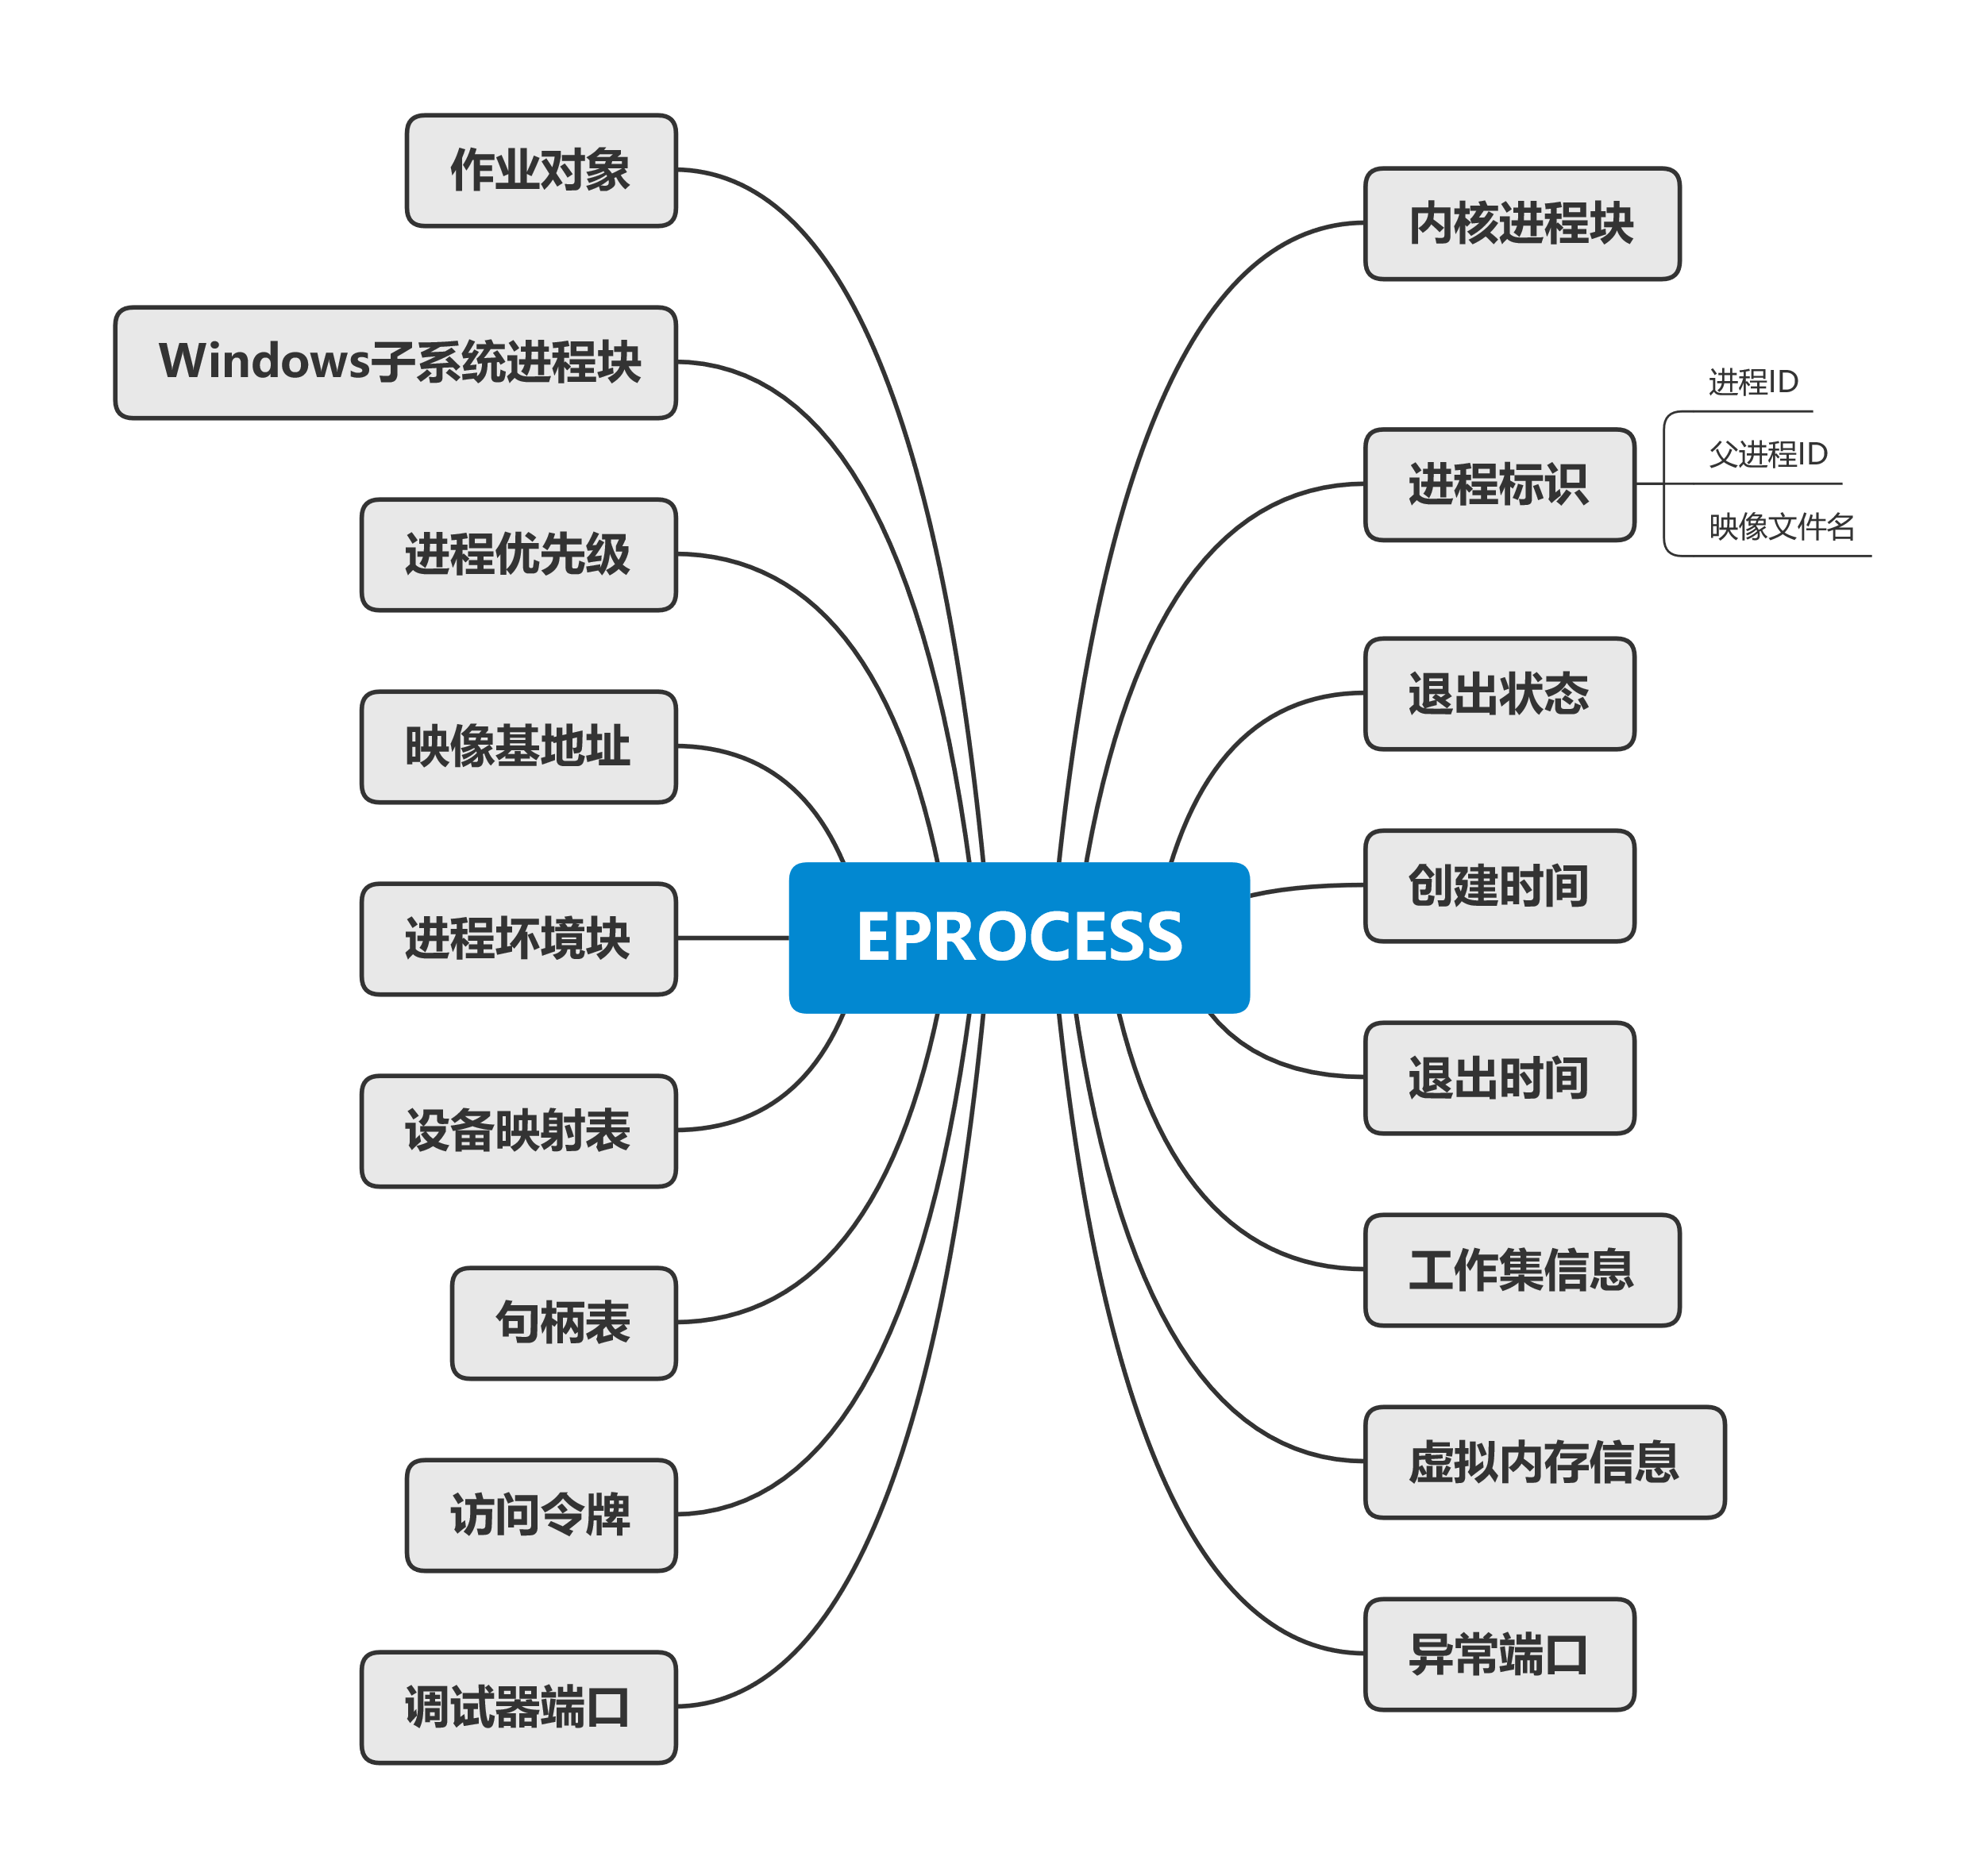 EPROCESS
内核进程块
进程标识
进程ID
父进程ID
映像文件名
退出状态
创建时间
退出时间
工作集信息
虚拟内存信息
异常端口
作业对象
Windows子系统进程块
进程优先级
映像基地址
进程环境块
设备映射表
句柄表
访问令牌
调试器端口